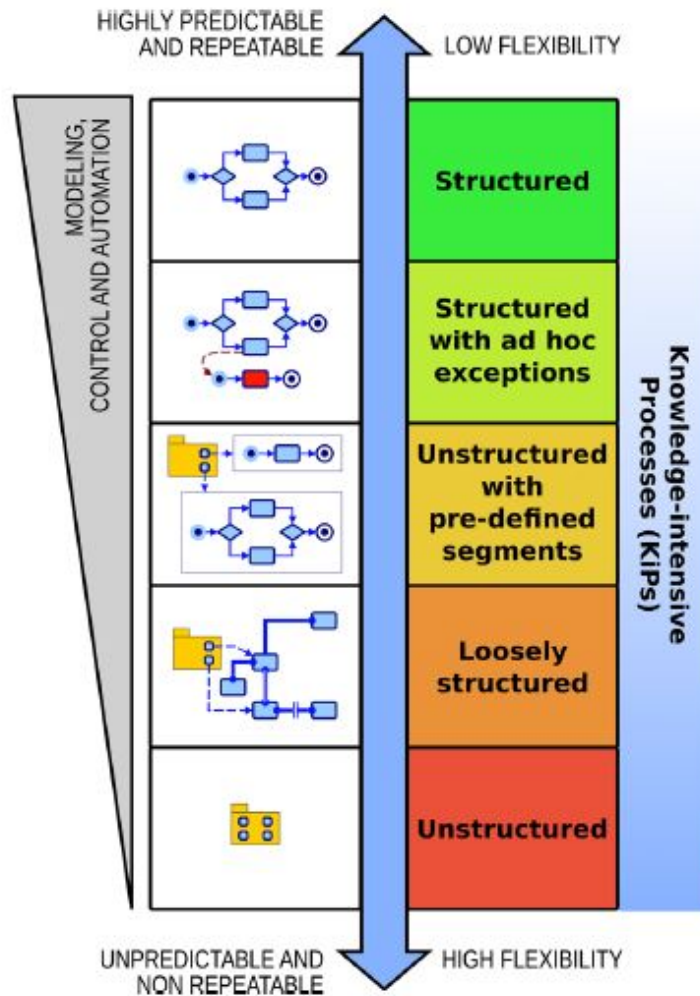 HIGHLY PREDICTABLE
AND REPEATABLE
LOW FLEXIBILITY
MODELING,
CONTROL AND AUTOMATION
Structured
Structured
with ad hoc
exceptions
Unstructured
with
pre-defined
segments
Loosely
structured
Unstructured
Knowledge-intensive
Processes (KiPs)
UNPREDICTABLE AND
NON REPEATABLE
HIGH FLEXIBILITY